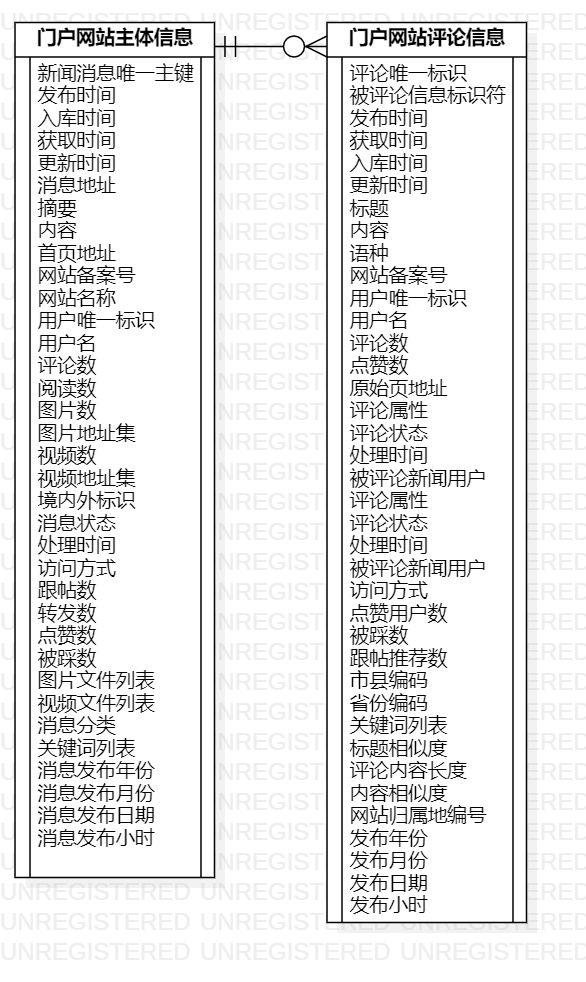 门户网站主体信息
新闻消息唯一主键
发布时间
入库时间
获取时间
更新时间
消息地址
摘要
内容
首页地址
网站备案号
网站名称
用户唯一标识
用户名
评论数
阅读数
图片数
图片地址集
视频数
视频地址集
境内外标识
消息状态
处理时间
访问方式
跟帖数
转发数
点赞数
被踩数
图片文件列表
视频文件列表
消息分类
关键词列表
消息发布年份
消息发布月份
消息发布日期
消息发布小时
门户网站评论信息
评论唯一标识
被评论信息标识符
发布时间
获取时间
入库时间
更新时间
标题
内容
语种
网站备案号
用户唯一标识
用户名
评论数
点赞数
原始页地址
评论属性
评论状态
处理时间
被评论新闻用户
评论属性
评论状态
处理时间
被评论新闻用户
访问方式
点赞用户数
被踩数
跟帖推荐数
市县编码
省份编码
关键词列表
标题相似度
评论内容长度
内容相似度
网站归属地编号
发布年份
发布月份
发布日期
发布小时
UNREGISTERED UNREGISTERED UNREGISTERED